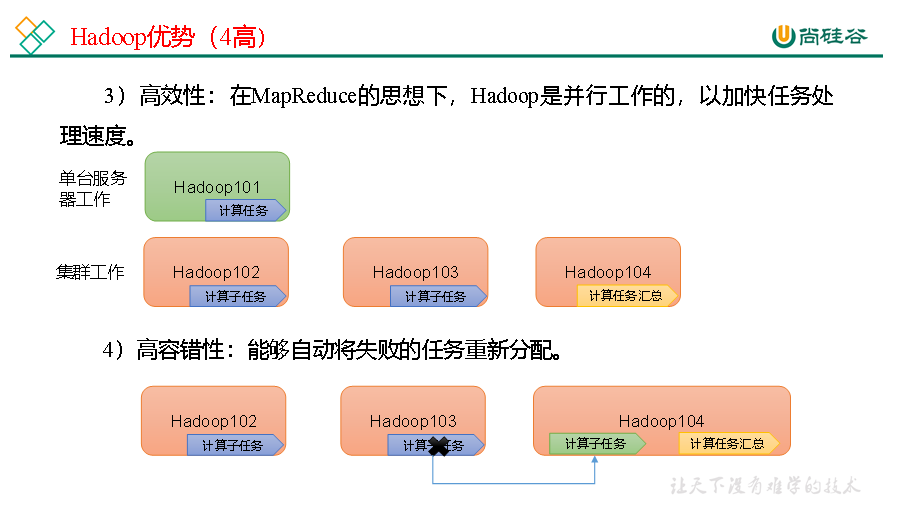 Hadoop优势（4高）
尚硅谷
3）高效性：在MapReduce的思想下，Hadoop是并行工作的，以加快任务处
理速度。
单台服务
器工作
Hadoop101
计算任务
集群工作
Hadoop102
计算子任务
Hadoop103
计算子任务
Hadoop104
计算任务汇总
4）高容错性：能够自动将失败的任务重新分配。
Hadoop102
计算子任务
Hadoop103
计算子任务
Hadoop104
计算子任务
计算任务汇总
让天下没有难学的技术